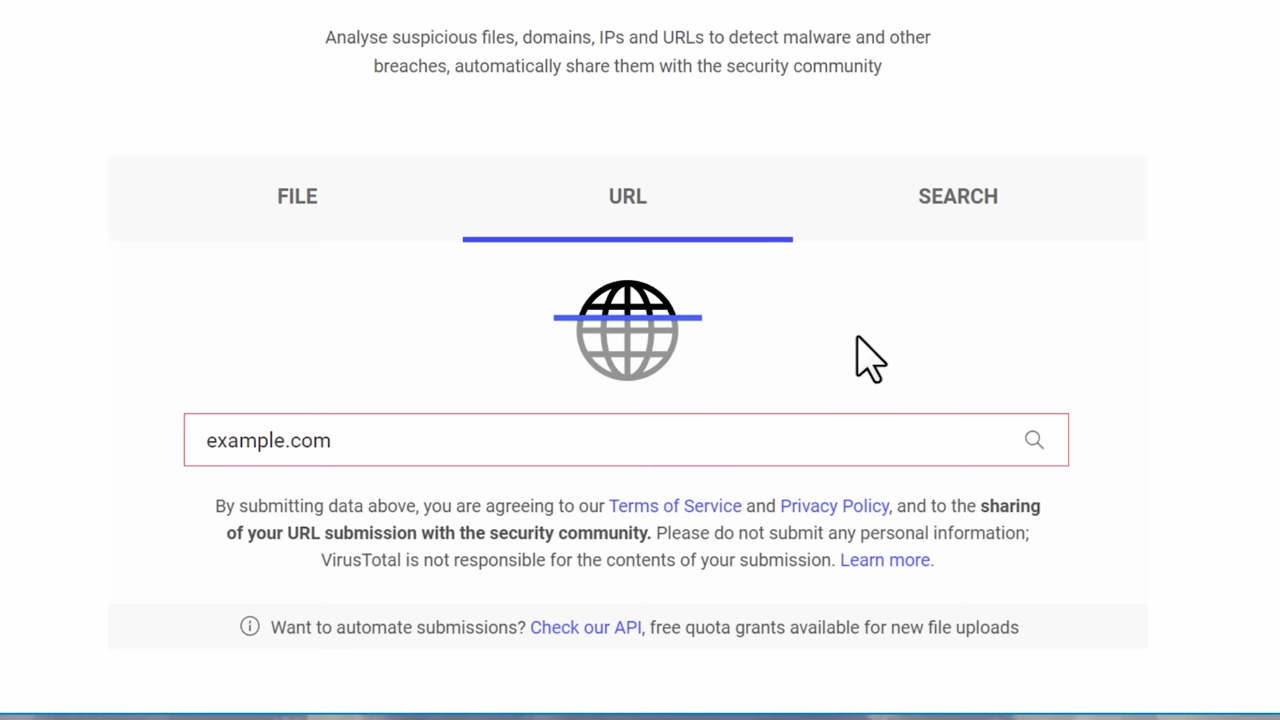 Analyse suspicious files, domains, IPs and URLs to detect malware and other
breaches, automatically share them with the security community
FILE
URL
SEARCH
example.com
By submitting data above, you are agreeing to our Terms of Service and Privacy Policy, and to the sharing
of your URL submission with the security community. Please do not submit any personal information;
VirusTotal is not responsible for the contents of your submission. Learn more.
Want to automate submissions? Check our API, free quota grants available for new file uploads